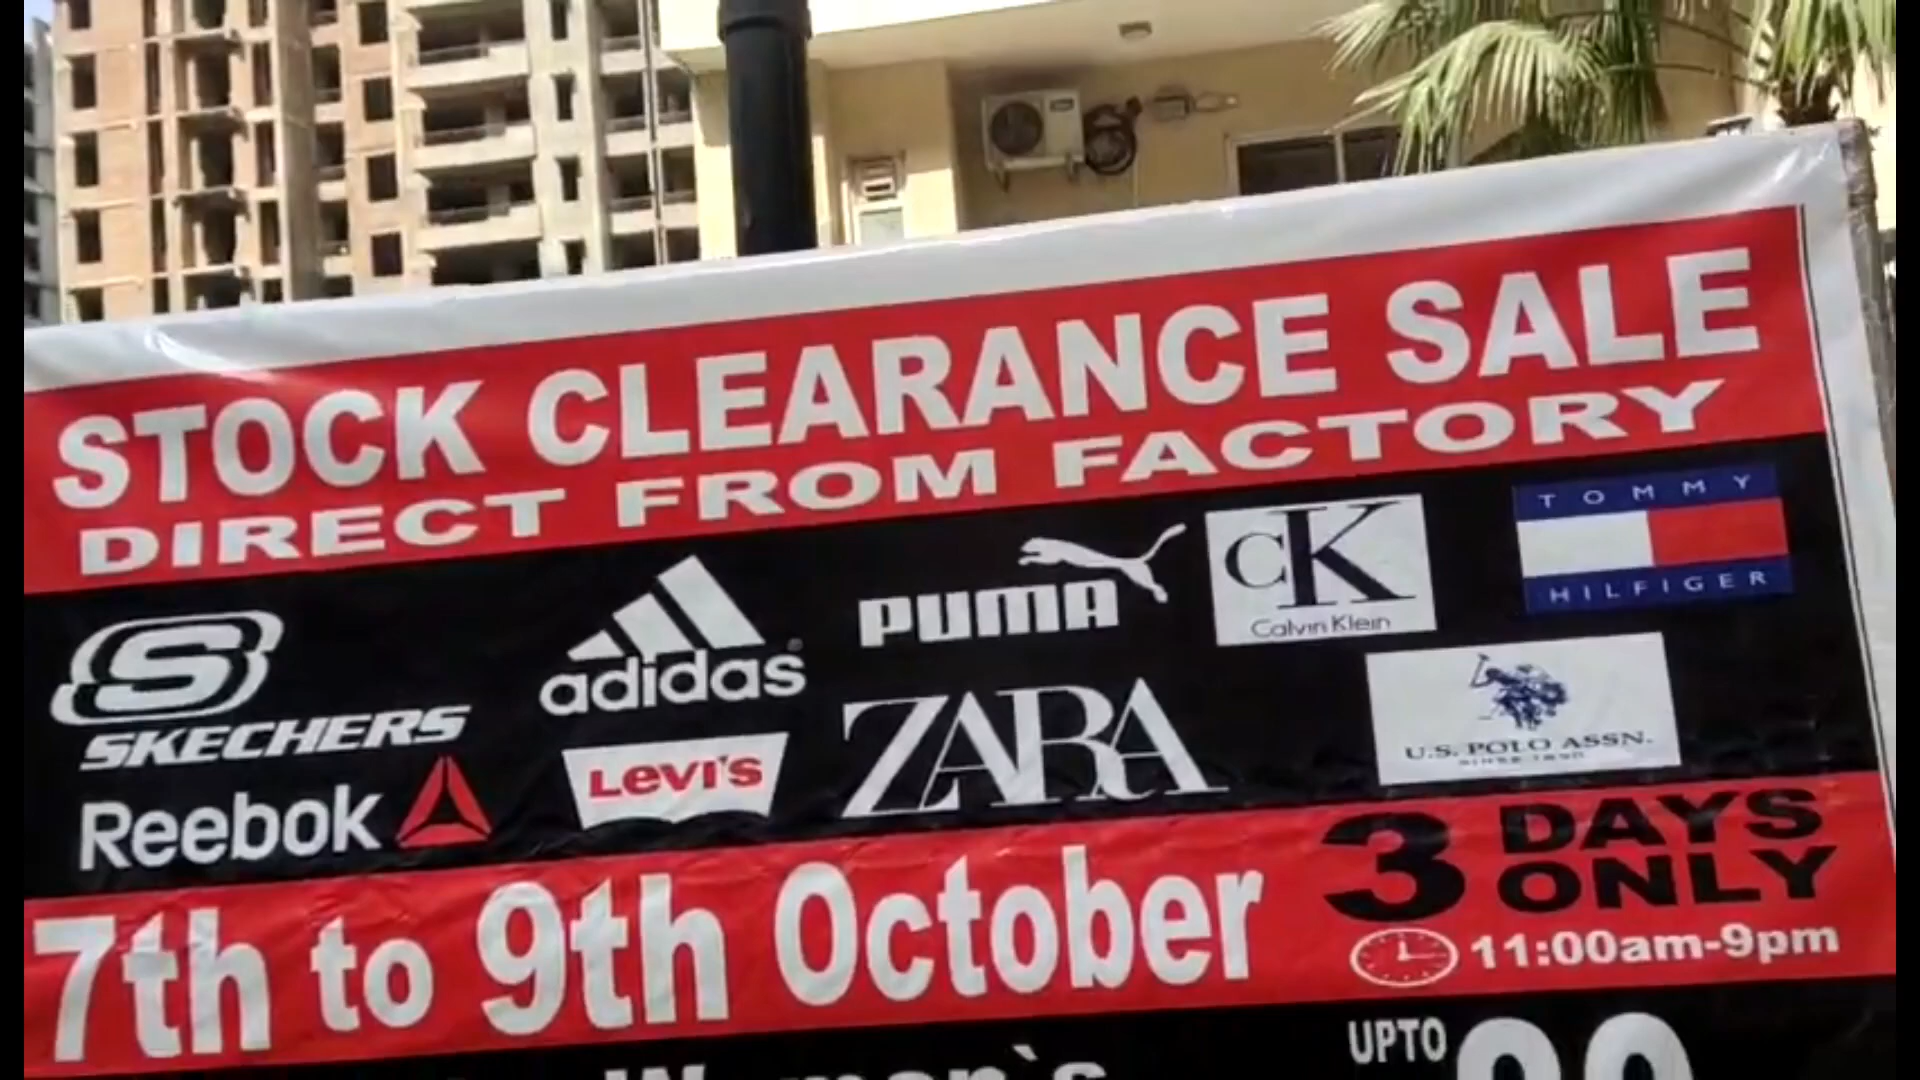 STOCK CLEARANCE SALE
DIRECT FROM FACTORY
SKECHERS
adidas
PUMA
CK
Calvin Klein
TOMMY
HILFIGER
Reebok
LEVI'S
ZARA
U.S. POLO ASSN.
SINCE 1890
7th to 9th October
3 DAYS
ONLY
11:00am-9pm
UPTO